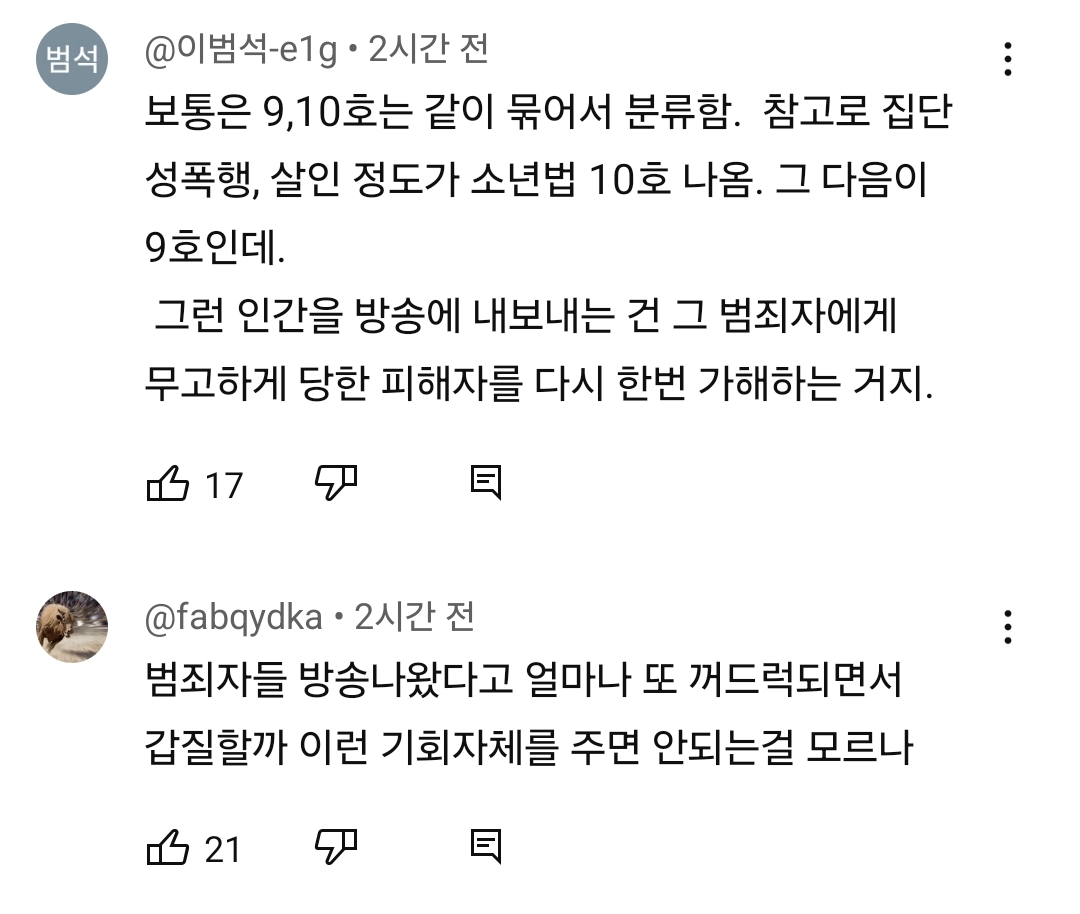 범석
@이범석-e1g • 2시간 전
보통은 9,10호는 같이 묶어서 분류함.  참고로 집단
성폭행, 살인 정도가 소년법 10호 나옴. 그 다음이
9호인데.
그런 인간을 방송에 내보내는 건 그 범죄자에게
무고하게 당한 피해자를 다시 한번 가해하는 거지.
17
@fabqydka • 2시간 전
범죄자들 방송나왔다고 얼마나 또 꺼드럭되면서
갑질할까 이런 기회자체를 주면 안되는걸 모르나
21